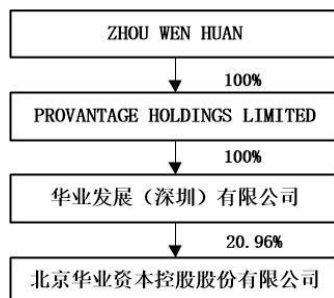 ZHOU WEN HUAN
100%
PROVANTAGE HOLDINGS LIMITED
100%
华业发展（深圳）有限公司
20.96%
北京华业资本控股股份有限公司